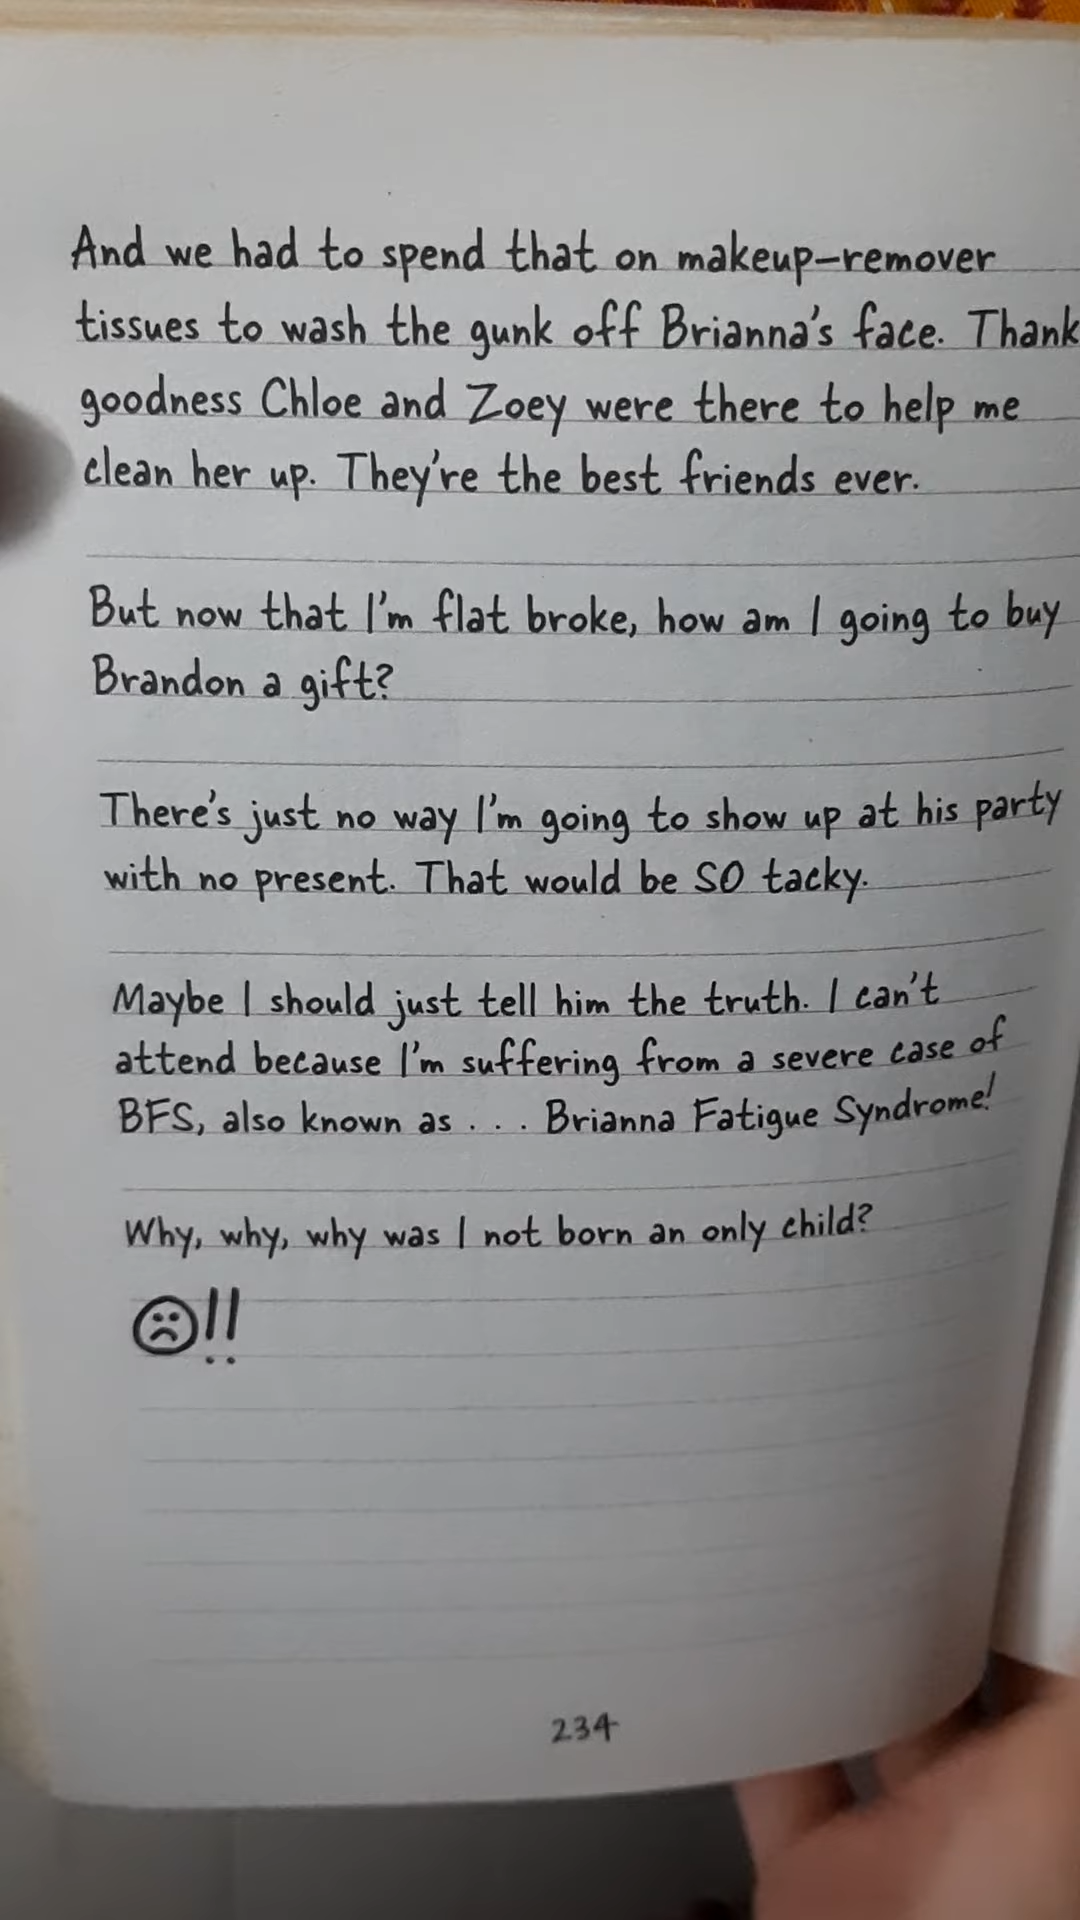 And we had to spend that on makeup-remover
tissues to wash the gunk off Brianna's face. Thank
goodness Chloe and Zoey were there to help me
clean her up. They're the best friends ever.
But now that I'm flat broke, how am I going to buy
Brandon a gift?
There's just no way I'm going to show up at his party
with no present. That would be SO tacky.
Maybe I should just tell him the truth. I can't
attend because I'm suffering from a severe case of
BFS, also known as . . . Brianna Fatigue Syndrome!
Why, why, why was I not born an only child?
☹!!
234